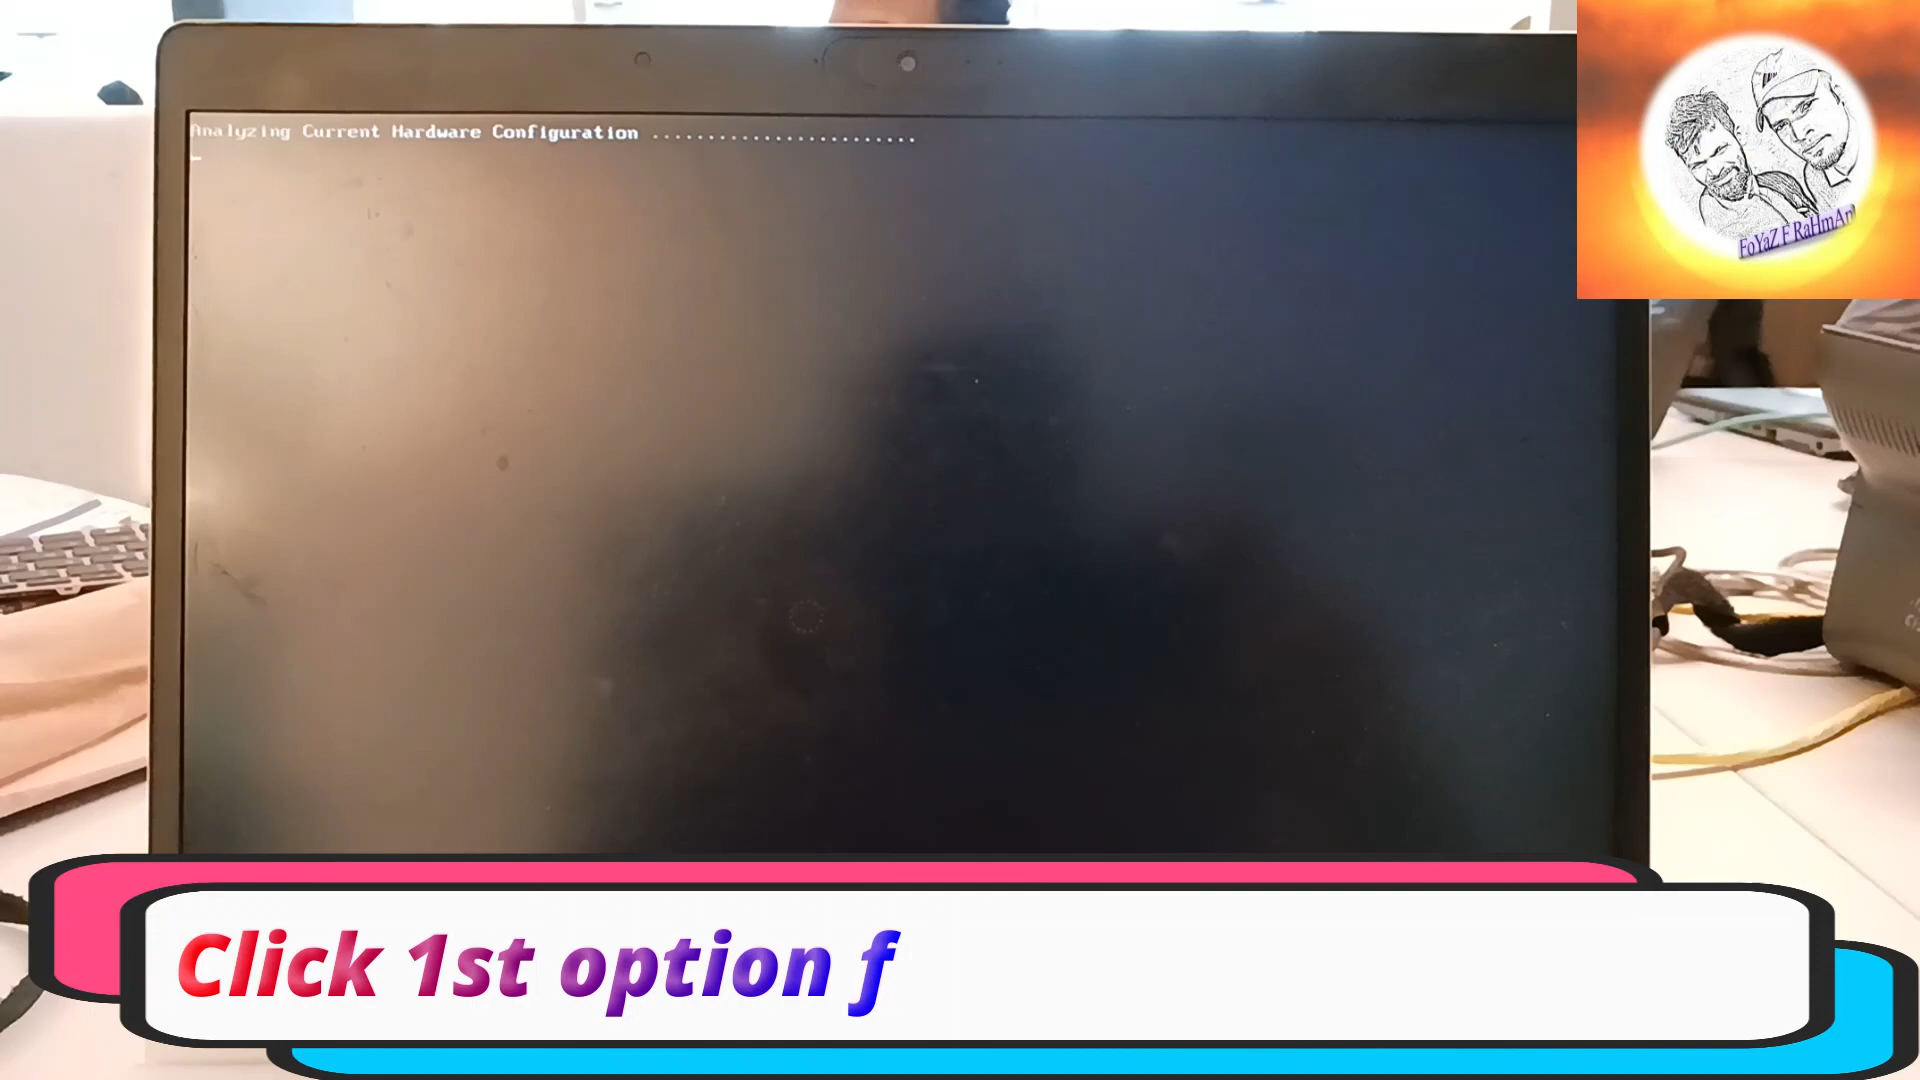 Analyzing Current Hardware Configuration ........................
FoYaZ F RaHmAn
Click 1st option f